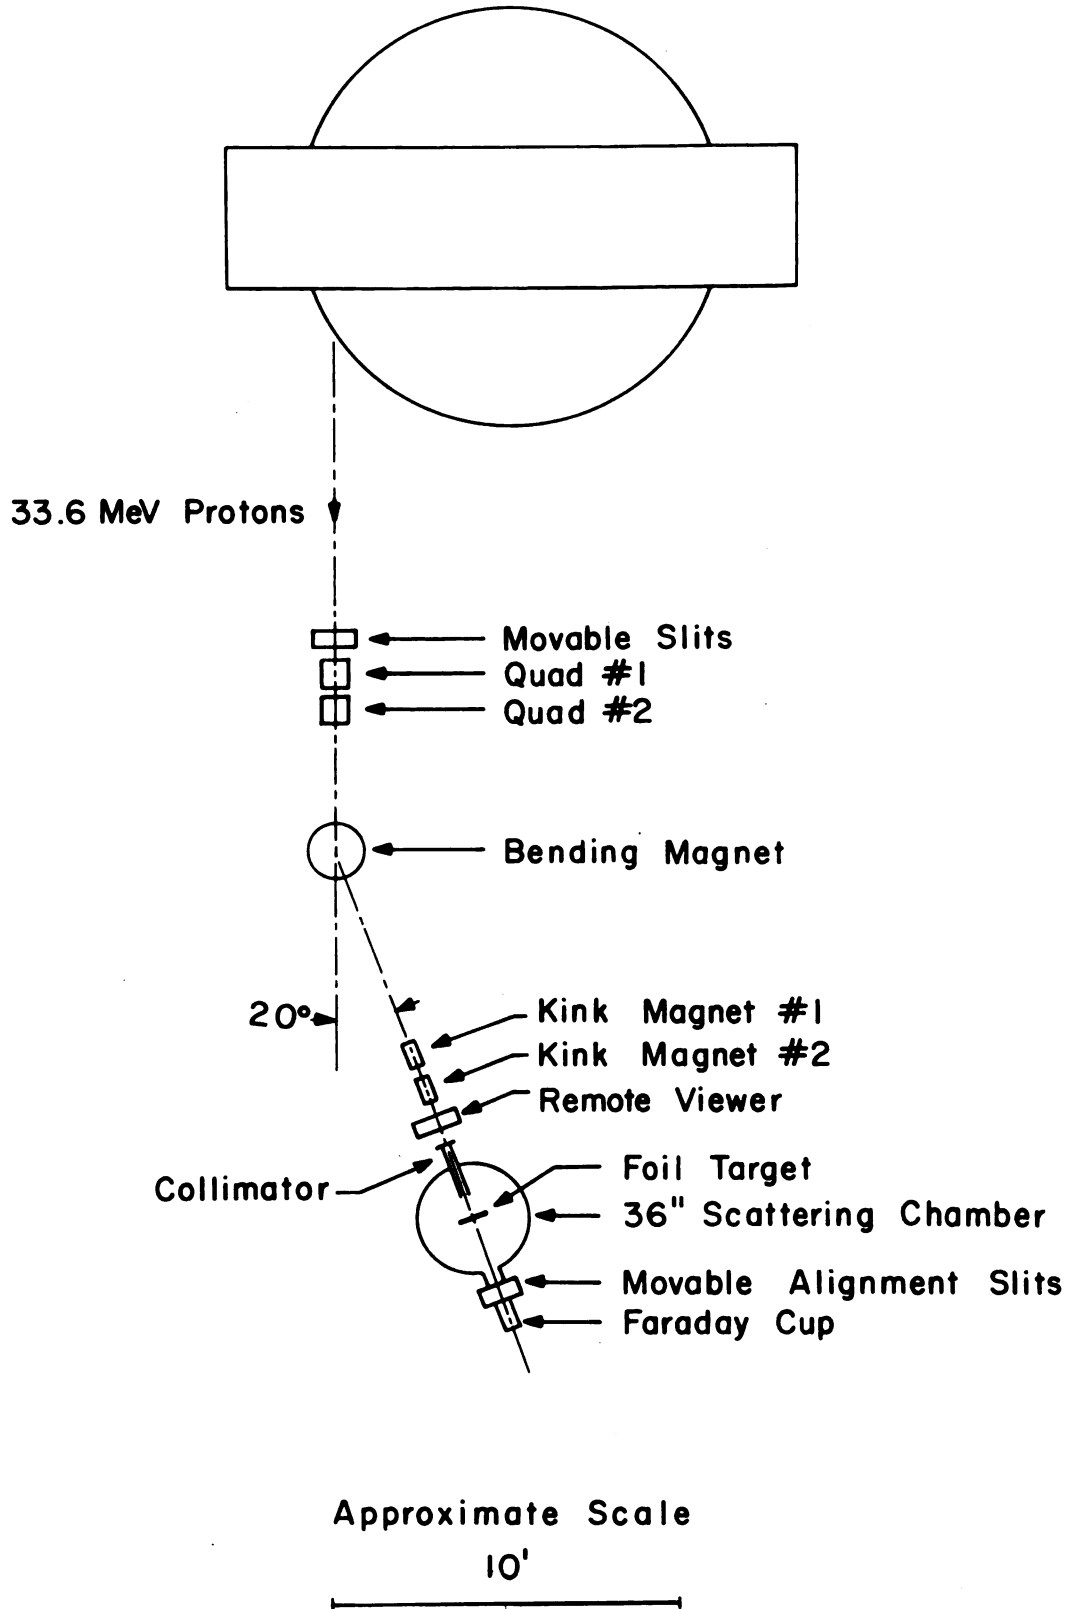 33.6 MeV Protons
Movable Slits
Quad #1
Quad #2
Bending Magnet
20°
Kink Magnet #1
Kink Magnet #2
Remote Viewer
Foil Target
Collimator
36" Scattering Chamber
Movable Alignment Slits
Faraday Cup
Approximate Scale
10'